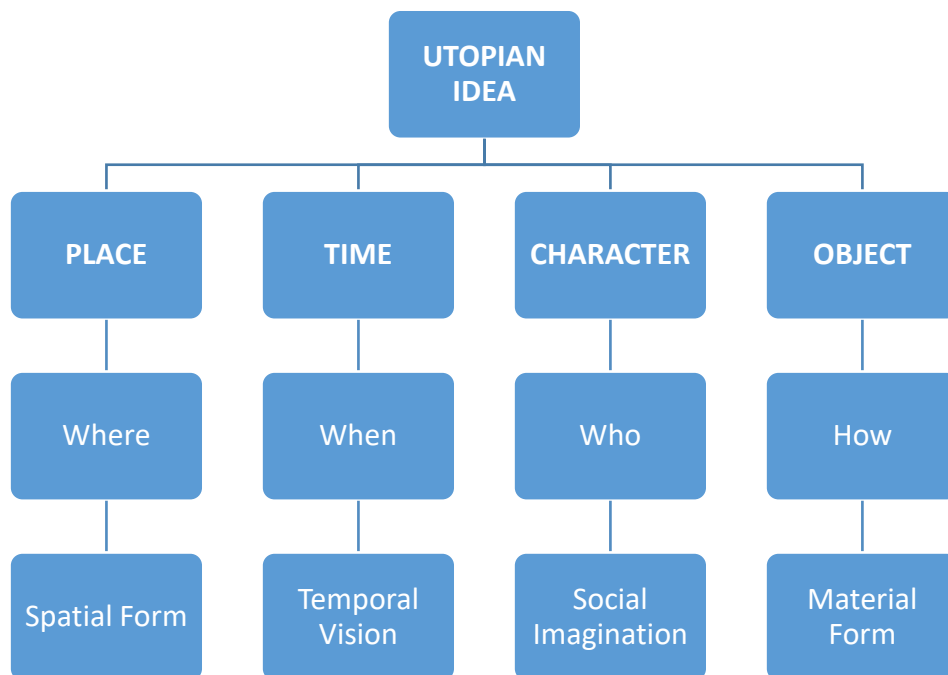 UTOPIAN
IDEA
PLACE
TIME
CHARACTER
OBJECT
Where
When
Who
How
Spatial Form
Temporal
Vision
Social
Imagination
Material
Form